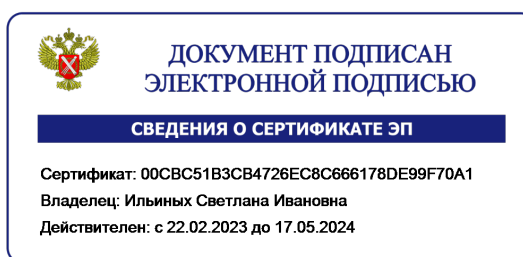 ДОКУМЕНТ ПОДПИСАН
ЭЛЕКТРОННОЙ ПОДПИСЬЮ
СВЕДЕНИЯ О СЕРТИФИКАТЕ ЭП
Сертификат: 00CBC51B3CB4726EC8C666178DE99F70A1
Владелец: Ильиных Светлана Ивановна
Действителен: с 22.02.2023 до 17.05.2024